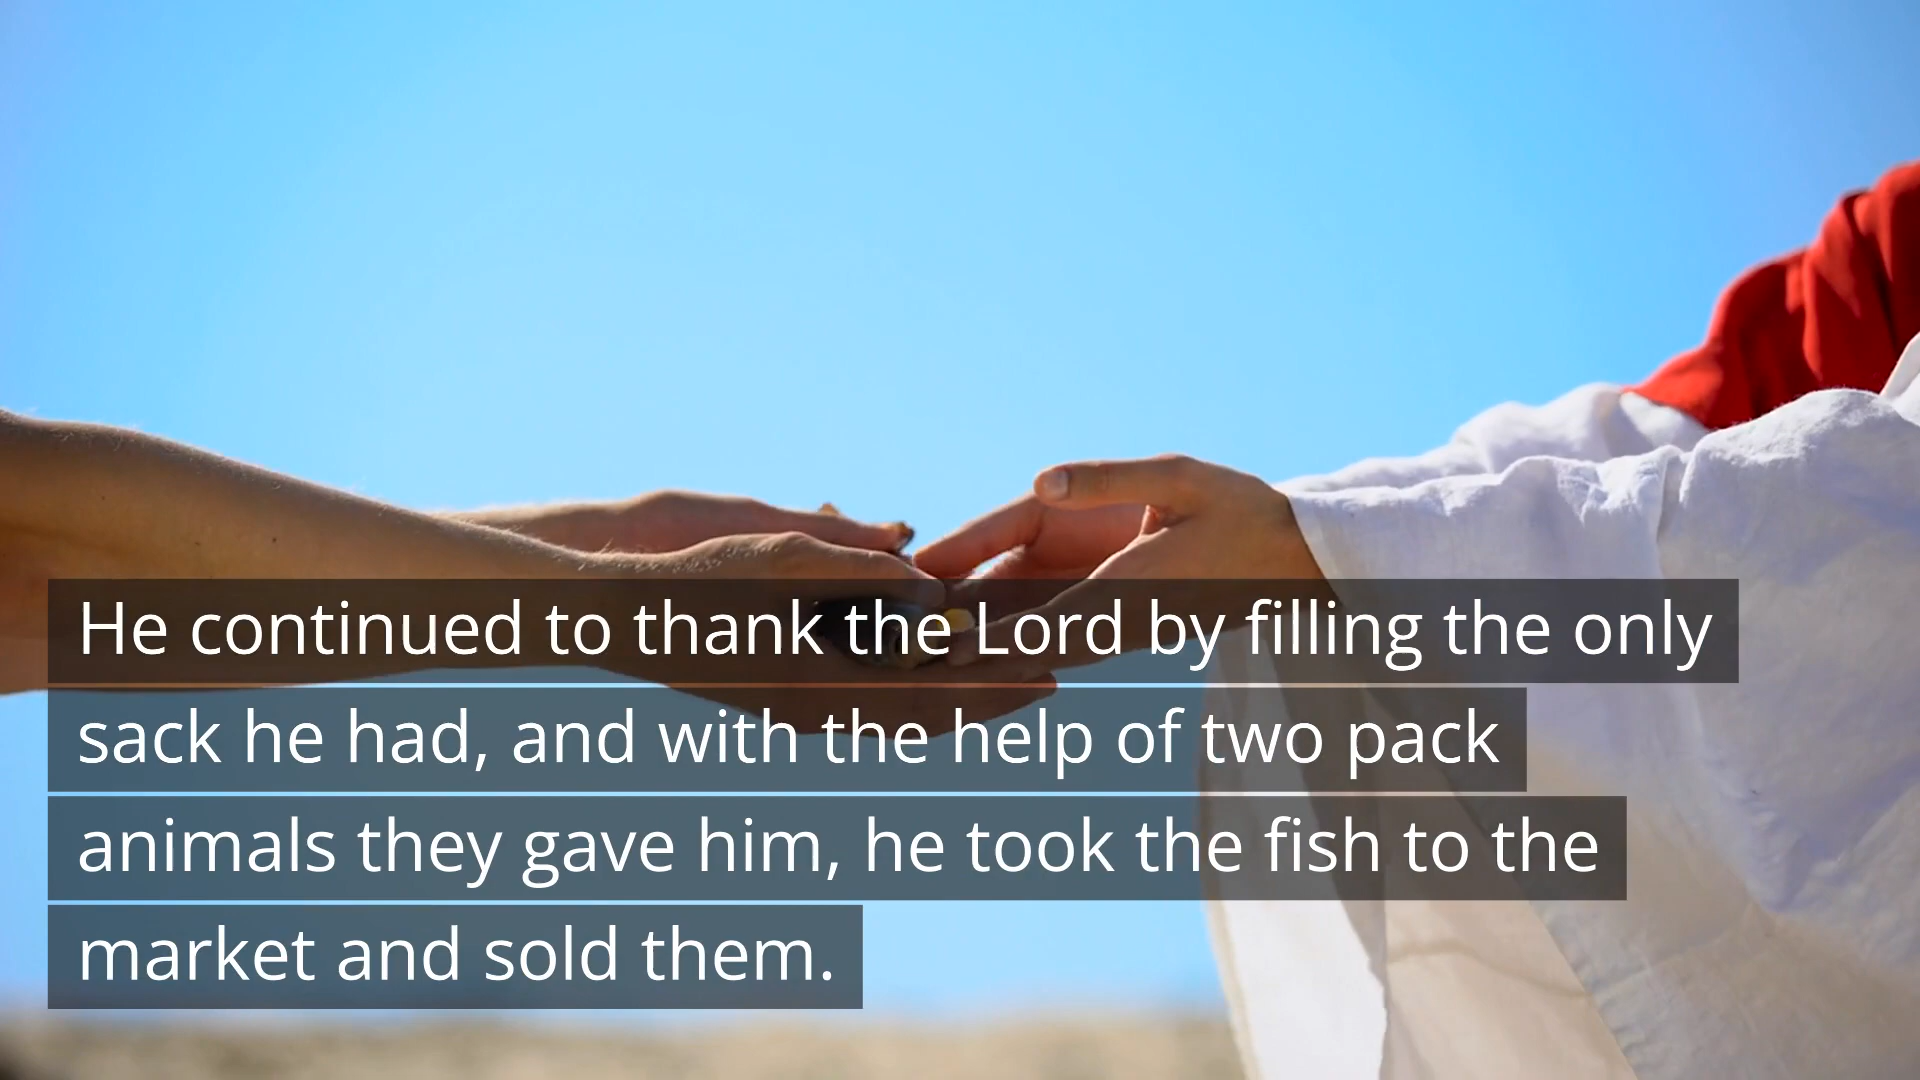 He continued to thank the Lord by filling the only
sack he had, and with the help of two pack
animals they gave him, he took the fish to the
market and sold them.